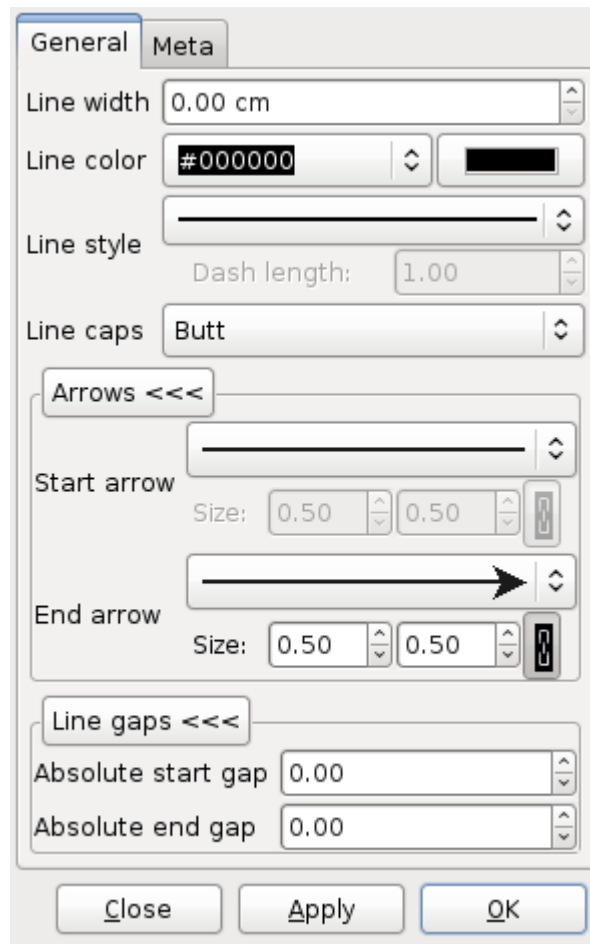 General Meta
Line width 0.00 cm
Line color #000000
Line style
Dash length: 1.00
Line caps Butt
Arrows <<<
Start arrow
Size: 0.50 0.50
End arrow
Size: 0.50 0.50
Line gaps <<<
Absolute start gap 0.00
Absolute end gap 0.00
Close Apply OK